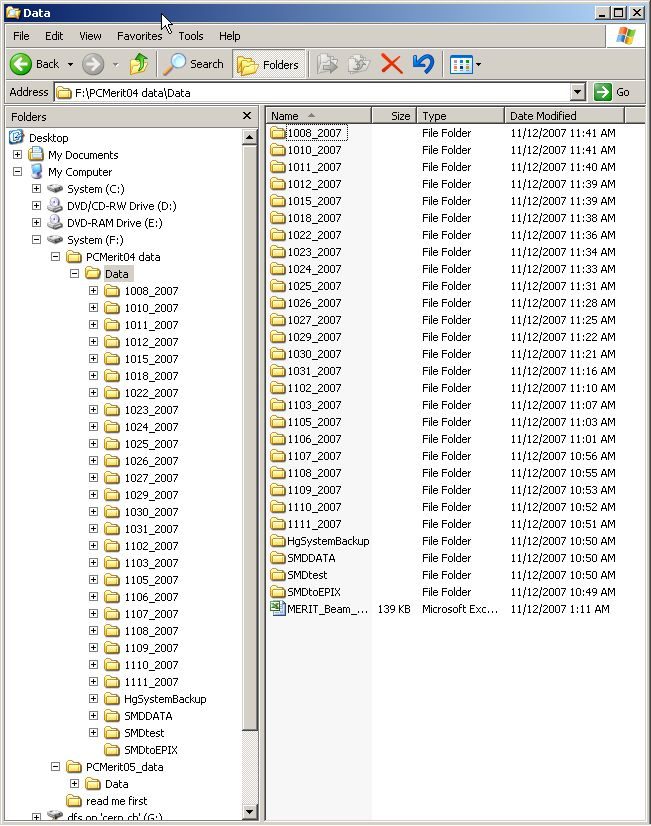 Data
File Edit View Favorites Tools Help
Back Search Folders
Address F:\PCMerit04 data\Data Go
Folders
Desktop
My Documents
My Computer
System (C:)
DVD/CD-RW Drive (D:)
DVD-RAM Drive (E:)
System (F:)
PCMerit04 data
Data
1008_2007
1010_2007
1011_2007
1012_2007
1015_2007
1018_2007
1022_2007
1023_2007
1024_2007
1025_2007
1026_2007
1027_2007
1029_2007
1030_2007
1031_2007
1102_2007
1103_2007
1105_2007
1106_2007
1107_2007
1108_2007
1109_2007
1110_2007
1111_2007
HgSystemBackup
SMDDATA
SMDtest
SMDtoEPIX
PCMerit05_data
Data
read me first
dfs on 'cern.ch' (G:)
Name Size Type Date Modified
1008_2007 File Folder 11/12/2007 11:41 AM
1010_2007 File Folder 11/12/2007 11:41 AM
1011_2007 File Folder 11/12/2007 11:40 AM
1012_2007 File Folder 11/12/2007 11:39 AM
1015_2007 File Folder 11/12/2007 11:39 AM
1018_2007 File Folder 11/12/2007 11:38 AM
1022_2007 File Folder 11/12/2007 11:36 AM
1023_2007 File Folder 11/12/2007 11:34 AM
1024_2007 File Folder 11/12/2007 11:33 AM
1025_2007 File Folder 11/12/2007 11:31 AM
1026_2007 File Folder 11/12/2007 11:28 AM
1027_2007 File Folder 11/12/2007 11:25 AM
1029_2007 File Folder 11/12/2007 11:22 AM
1030_2007 File Folder 11/12/2007 11:21 AM
1031_2007 File Folder 11/12/2007 11:16 AM
1102_2007 File Folder 11/12/2007 11:10 AM
1103_2007 File Folder 11/12/2007 11:07 AM
1105_2007 File Folder 11/12/2007 11:03 AM
1106_2007 File Folder 11/12/2007 11:01 AM
1107_2007 File Folder 11/12/2007 10:56 AM
1108_2007 File Folder 11/12/2007 10:55 AM
1109_2007 File Folder 11/12/2007 10:53 AM
1110_2007 File Folder 11/12/2007 10:52 AM
1111_2007 File Folder 11/12/2007 10:51 AM
HgSystemBackup File Folder 11/12/2007 10:50 AM
SMDDATA File Folder 11/12/2007 10:50 AM
SMDtest File Folder 11/12/2007 10:50 AM
SMDtoEPIX File Folder 11/12/2007 10:49 AM
MERIT_Beam_... 139 KB Microsoft Exc... 11/12/2007 1:11 AM